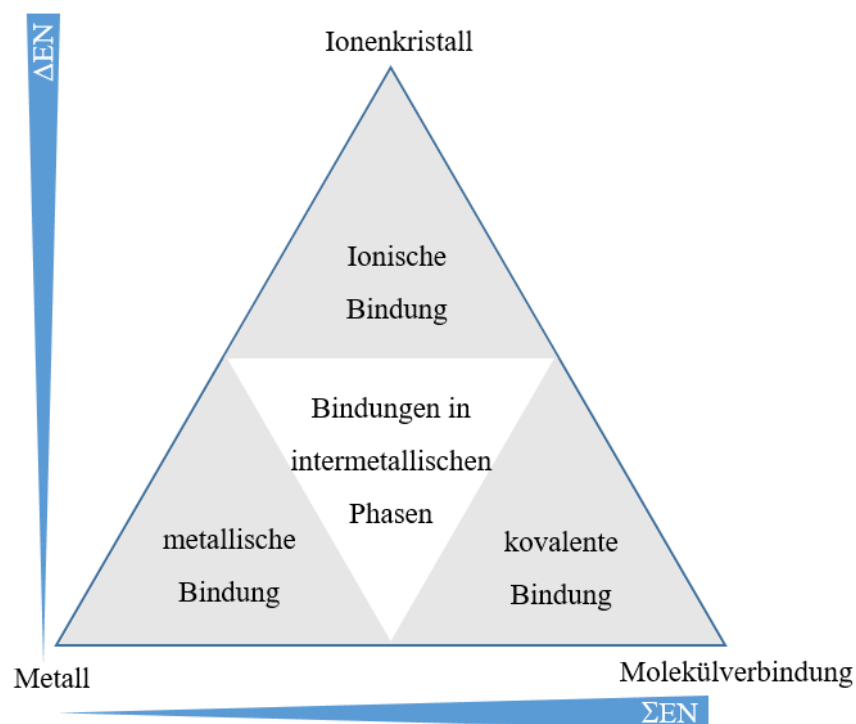 ΔEN
Ionenkristall
Ionische
Bindung
Bindungen in
intermetallischen
Phasen
metallische
Bindung
kovalente
Bindung
Metall
Molekülverbindung
ΣEN